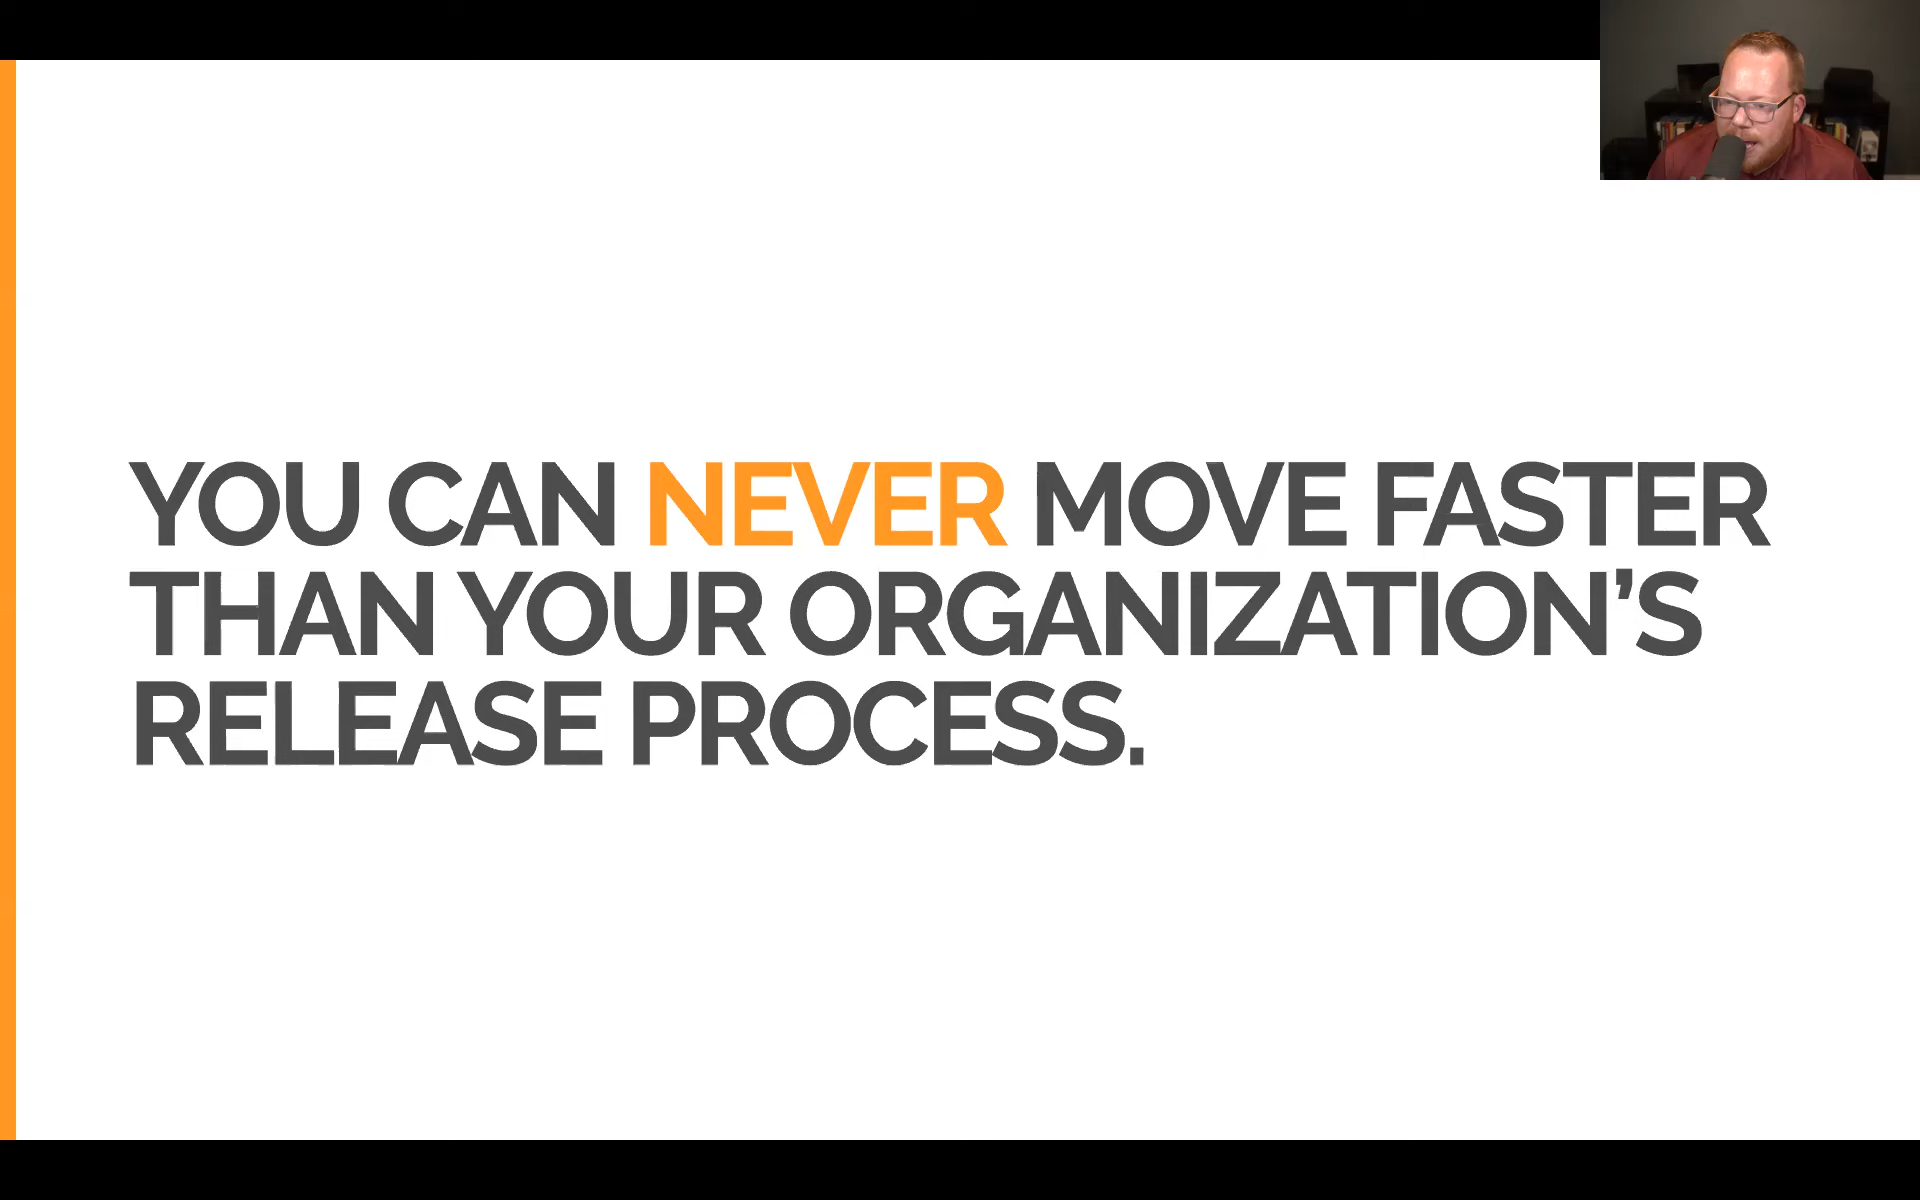 YOU CAN NEVER MOVE FASTER
THAN YOUR ORGANIZATION’S
RELEASE PROCESS.